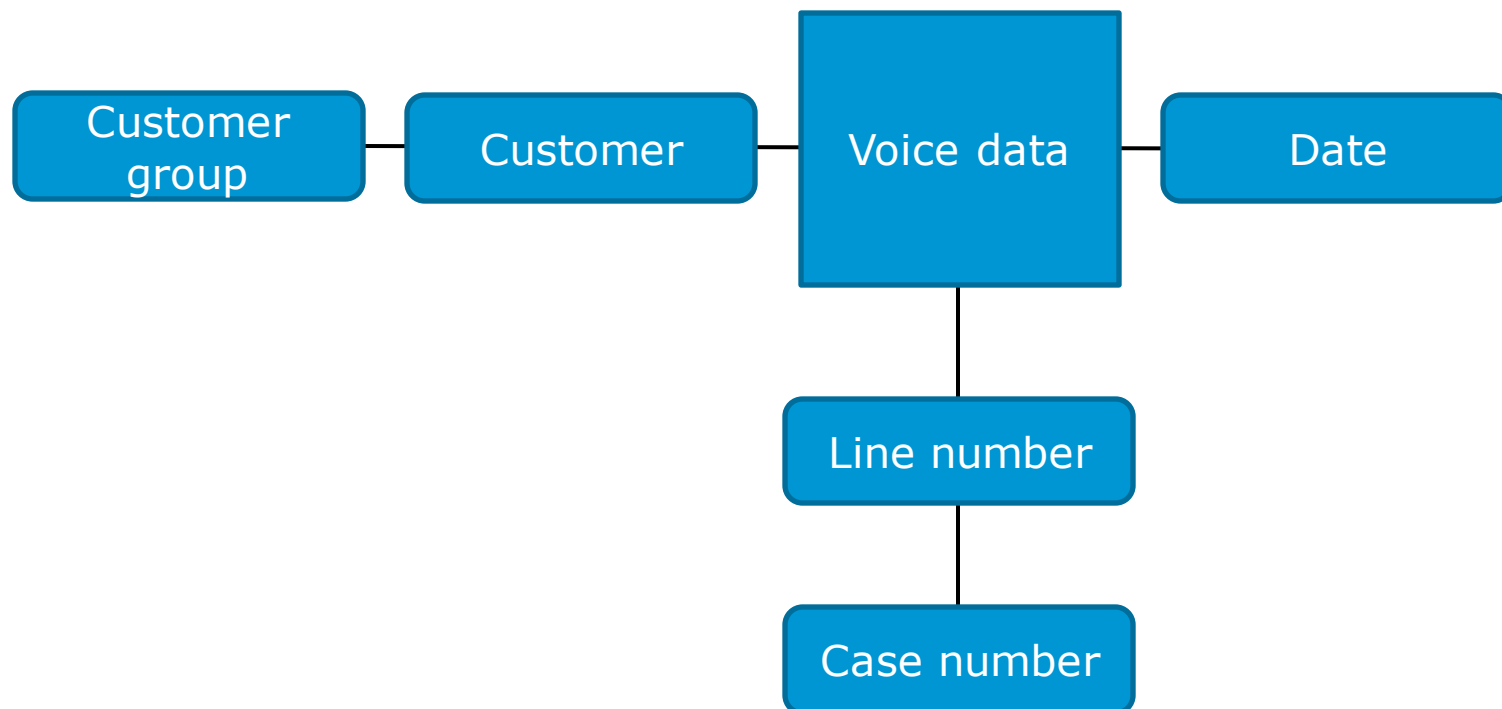 Customer
group
Customer
Voice data
Date
Line number
Case number